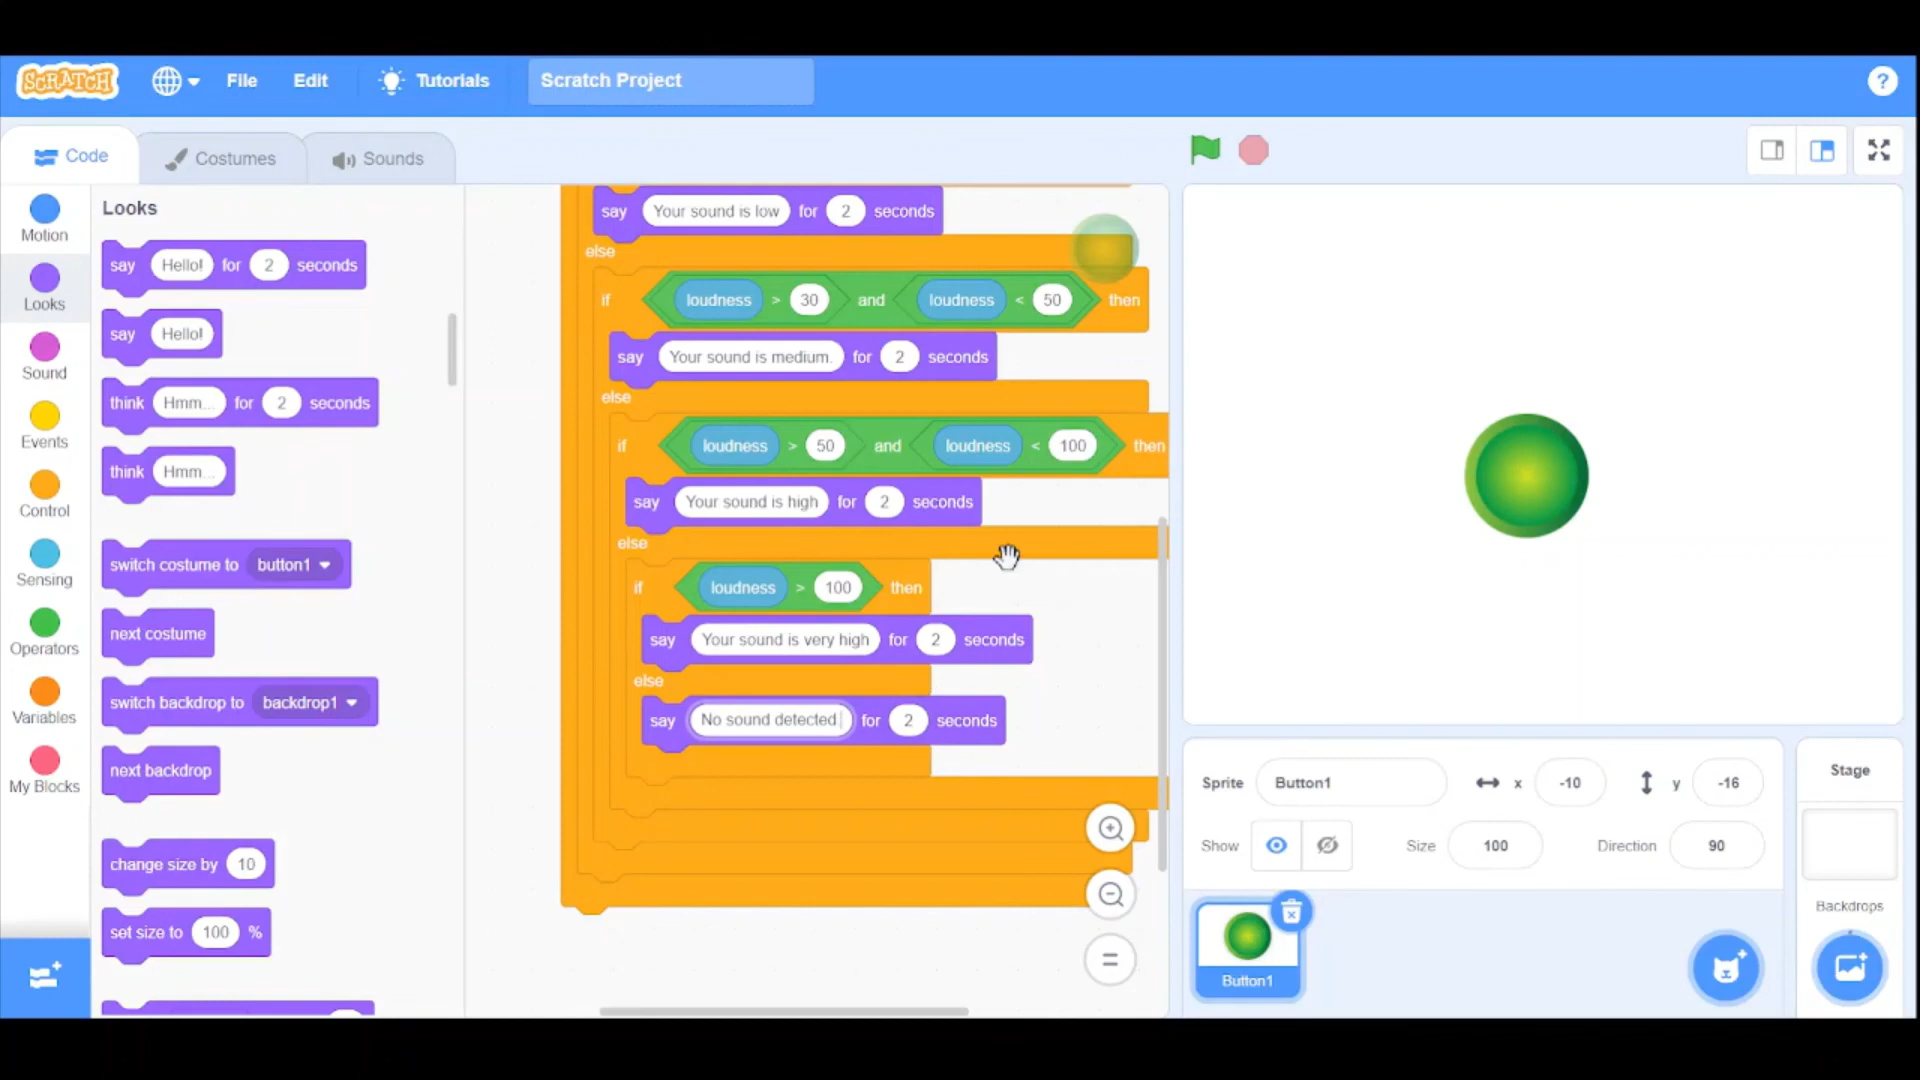 SCRATCH
File
Edit
Tutorials
Scratch Project
?
Code
Costumes
Sounds
Motion
Looks
Sound
Events
Control
Sensing
Operators
Variables
My Blocks
Looks
say Hello! for 2 seconds
say Hello!
think Hmm... for 2 seconds
think Hmm...
switch costume to button1
next costume
switch backdrop to backdrop1
next backdrop
change size by 10
set size to 100 %
say Your sound is low for 2 seconds
else
if loudness > 30 and loudness < 50 then
say Your sound is medium. for 2 seconds
else
if loudness > 50 and loudness < 100 then
say Your sound is high for 2 seconds
else
if loudness > 100 then
say Your sound is very high for 2 seconds
else
say No sound detected for 2 seconds
Sprite Button1 x -10 y -16
Show Size 100 Direction 90
Button1
Stage
Backdrops